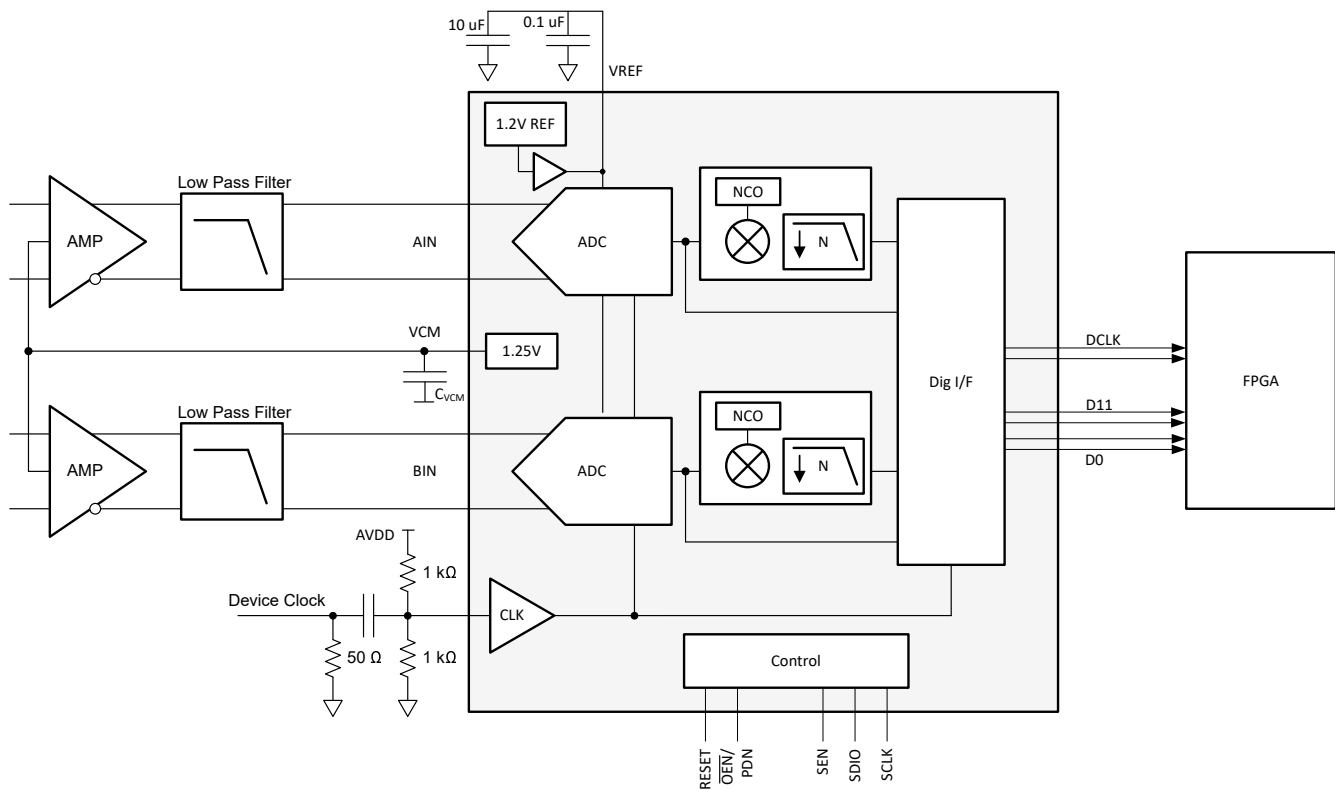 10 uF
0.1 uF
VREF
1.2V REF
Low Pass Filter
AMP
AIN
ADC
NCO
N
VCM
1.25V
CVCM
Dig I/F
DCLK
D11
D0
FPGA
Low Pass Filter
AMP
BIN
ADC
NCO
N
AVDD
1 kΩ
Device Clock
CLK
50 Ω
1 kΩ
Control
RESET
OEN/
PDN
SEN
SDIO
SCLK